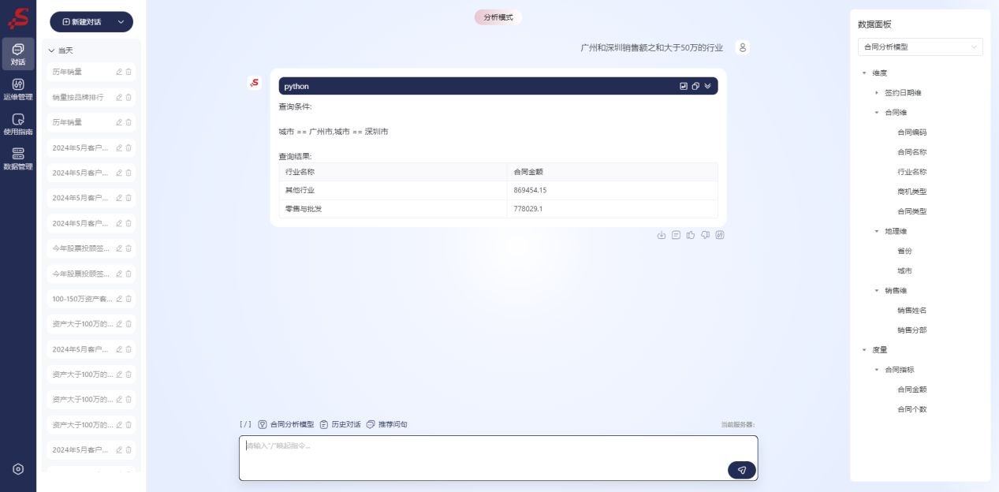 对话
运维管理
使用指南
数据管理
新建对话
当天
历年销量
销量按品牌排行
历年销量
2024年5月客户...
2024年5月客户...
2024年5月客户...
2024年5月客户...
今年股票投顾签...
今年股票投顾签...
100-150万资产客...
资产大于100万的...
2024年5月客户...
资产大于100万的...
资产大于100万的...
资产大于100万的...
2024年5月客户...
分析模式
广州和深圳销售额之和大于50万的行业
python
查询条件:
城市 == 广州市,城市 == 深圳市
查询结果:
行业名称 合同金额
其他行业 869454.15
零售与批发 778029.1
[/] 合同分析模型 历史对话 推荐问句 当前服务器:
请输入"/"唤起指令...
数据面板
合同分析模型
维度
签约日期维
合同维
合同编码
合同名称
行业名称
商机类型
合同类型
地理维
省份
城市
销售维
销售姓名
销售分部
度量
合同指标
合同金额
合同个数